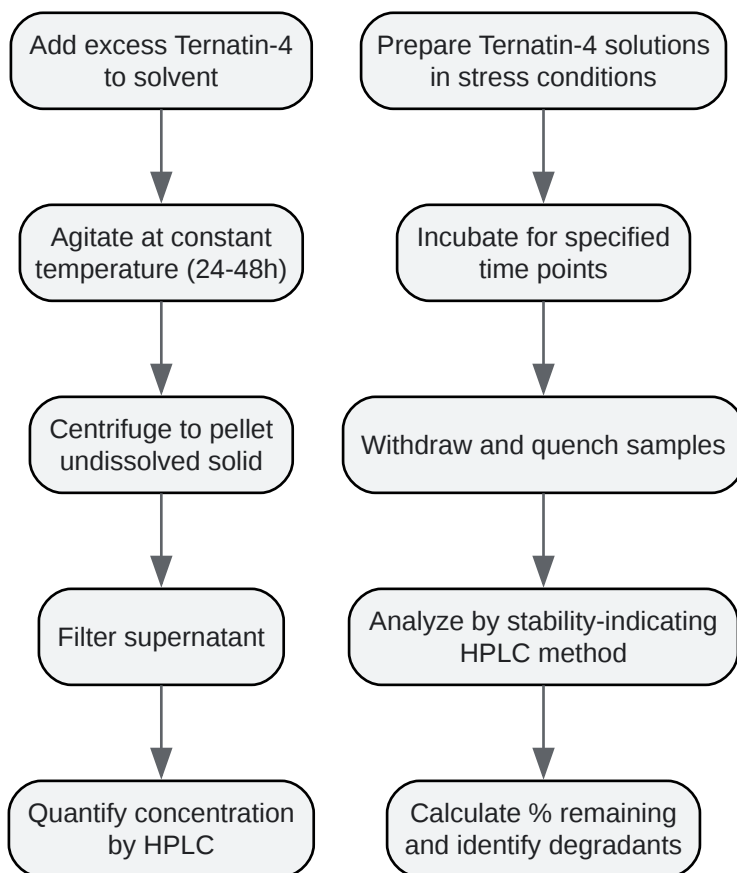 Add excess Ternatin-4
to solvent
Agitate at constant
temperature (24-48h)
Centrifuge to pellet
undissolved solid
Filter supernatant
Quantify concentration
by HPLC
Prepare Ternatin-4 solutions
in stress conditions
Incubate for specified
time points
Withdraw and quench samples
Analyze by stability-indicating
HPLC method
Calculate % remaining
and identify degradants